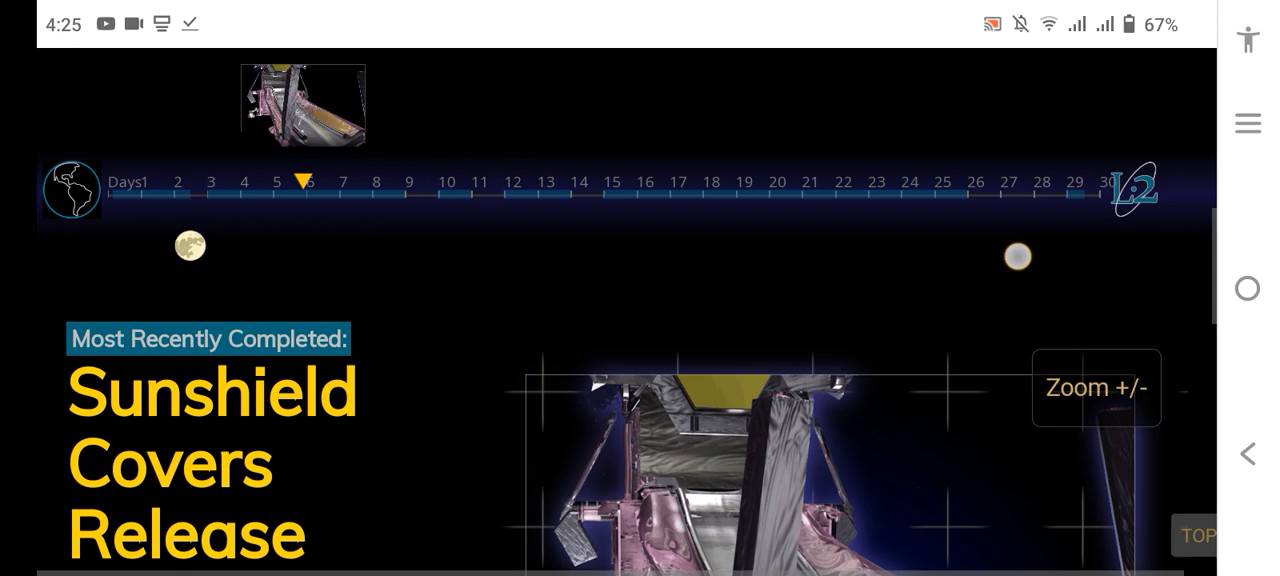 4:25 67%
Days1 2 3 4 5 6 7 8 9 10 11 12 13 14 15 16 17 18 19 20 21 22 23 24 25 26 27 28 29 30
L2
Most Recently Completed:
Sunshield
Covers
Release
Zoom +/-
TOP